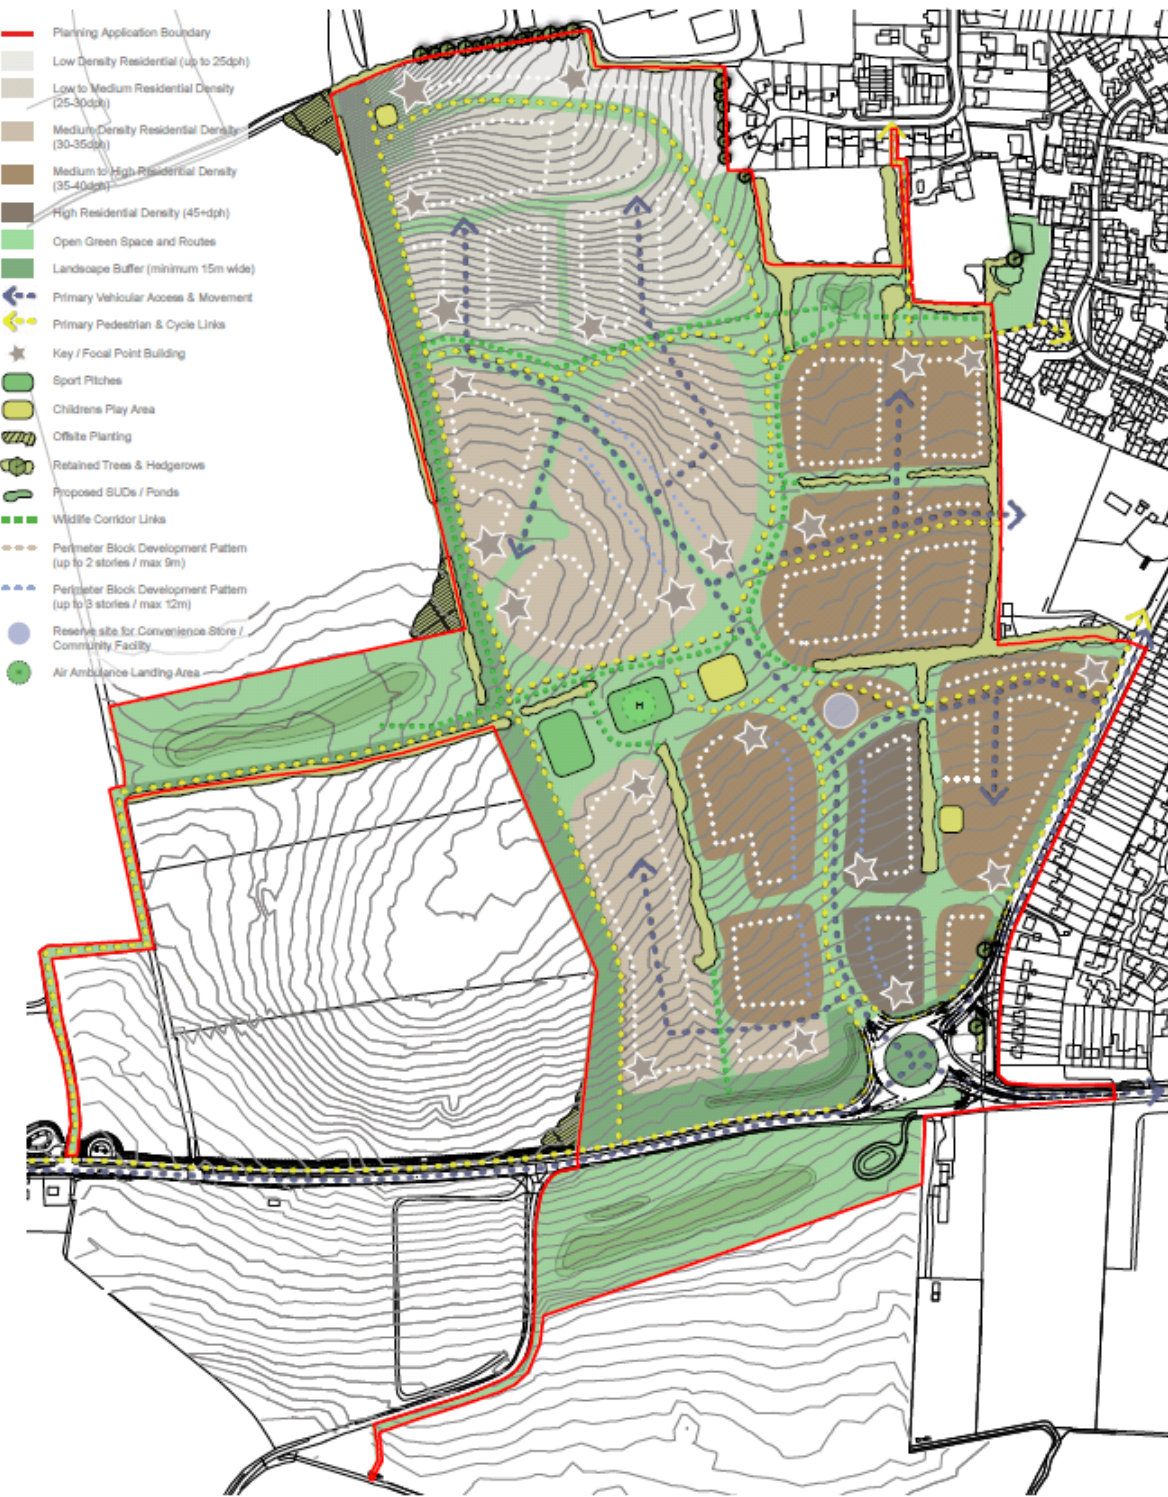 Planning Application Boundary
Low Density Residential (up to 25dph)
Low to Medium Residential Density
(25-30dph)
Medium Density Residential Density
(30-35dph)
Medium to High Residential Density
(35-40dph)
High Residential Density (45+dph)
Open Green Space and Routes
Landscape Buffer (minimum 15m wide)
Primary Vehicular Access & Movement
Primary Pedestrian & Cycle Links
Key / Focal Point Building
Sport Pitches
Childrens Play Area
Offsite Planting
Retained Trees & Hedgerows
Proposed SUDs / Ponds
Wildlife Corridor Links
Perimeter Block Development Pattern
(up to 2 stories / max 9m)
Perimeter Block Development Pattern
(up to 3 stories / max 12m)
Reserve site for Convenience Store /
Community Facility
Air Ambulance Landing Area
H